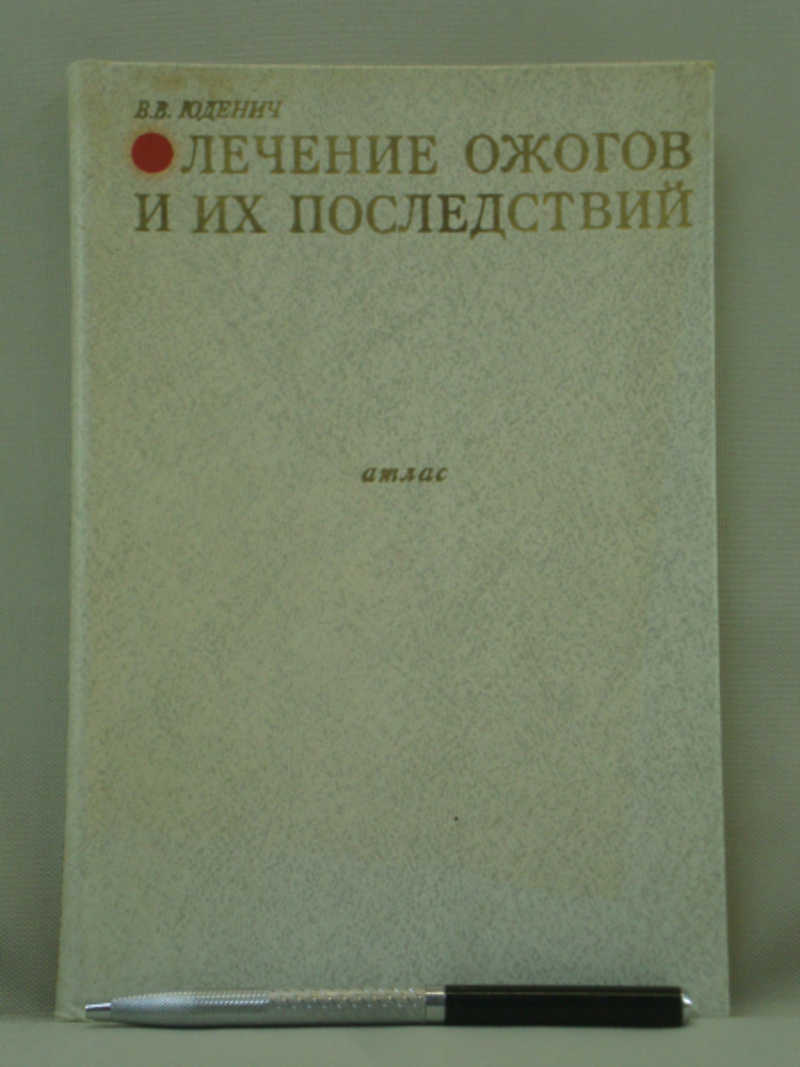 В.В. ЮДЕНИЧ
ЛЕЧЕНИЕ ОЖОГОВ
И ИХ ПОСЛЕДСТВИЙ
атлас